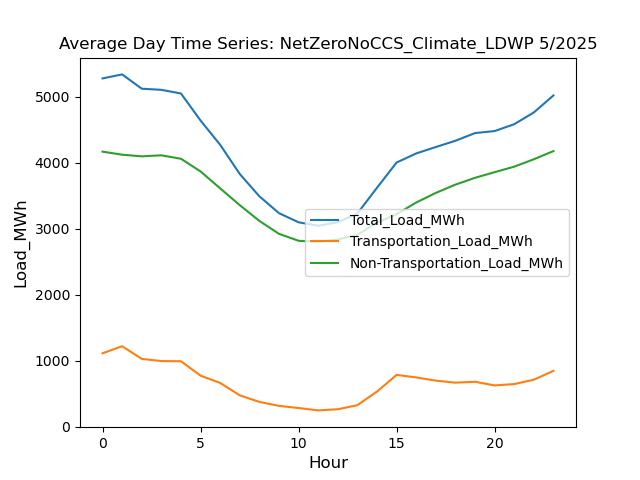 Average Day Time Series: NetZeroNoCCS_Climate_LDWP 5/2025
Load_MWh
5000
4000
3000
2000
1000
0
Total_Load_MWh
Transportation_Load_MWh
Non-Transportation_Load_MWh
0 5 10 15 20
Hour